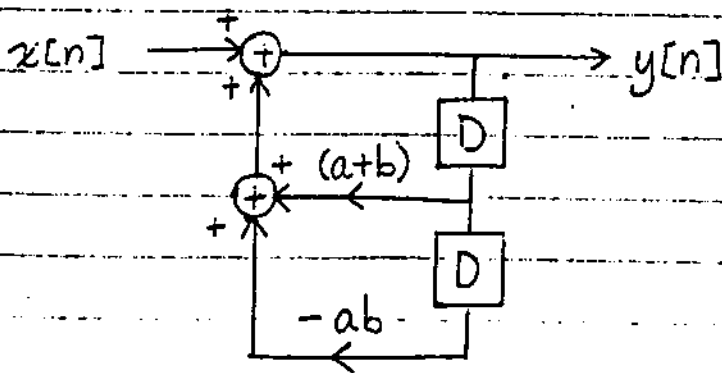 +
x[n] + y[n]
+
D
+ (a+b)
+
+
D
-ab